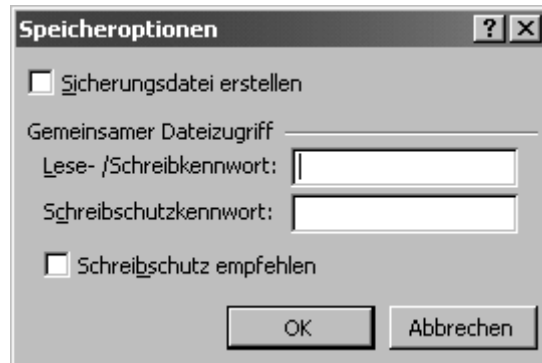 Speicheroptionen
Sicherungsdatei erstellen
Gemeinsamer Dateizugriff
Lese- /Schreibkennwort:
Schreibschutzkennwort:
Schreibschutz empfehlen
OK Abbrechen